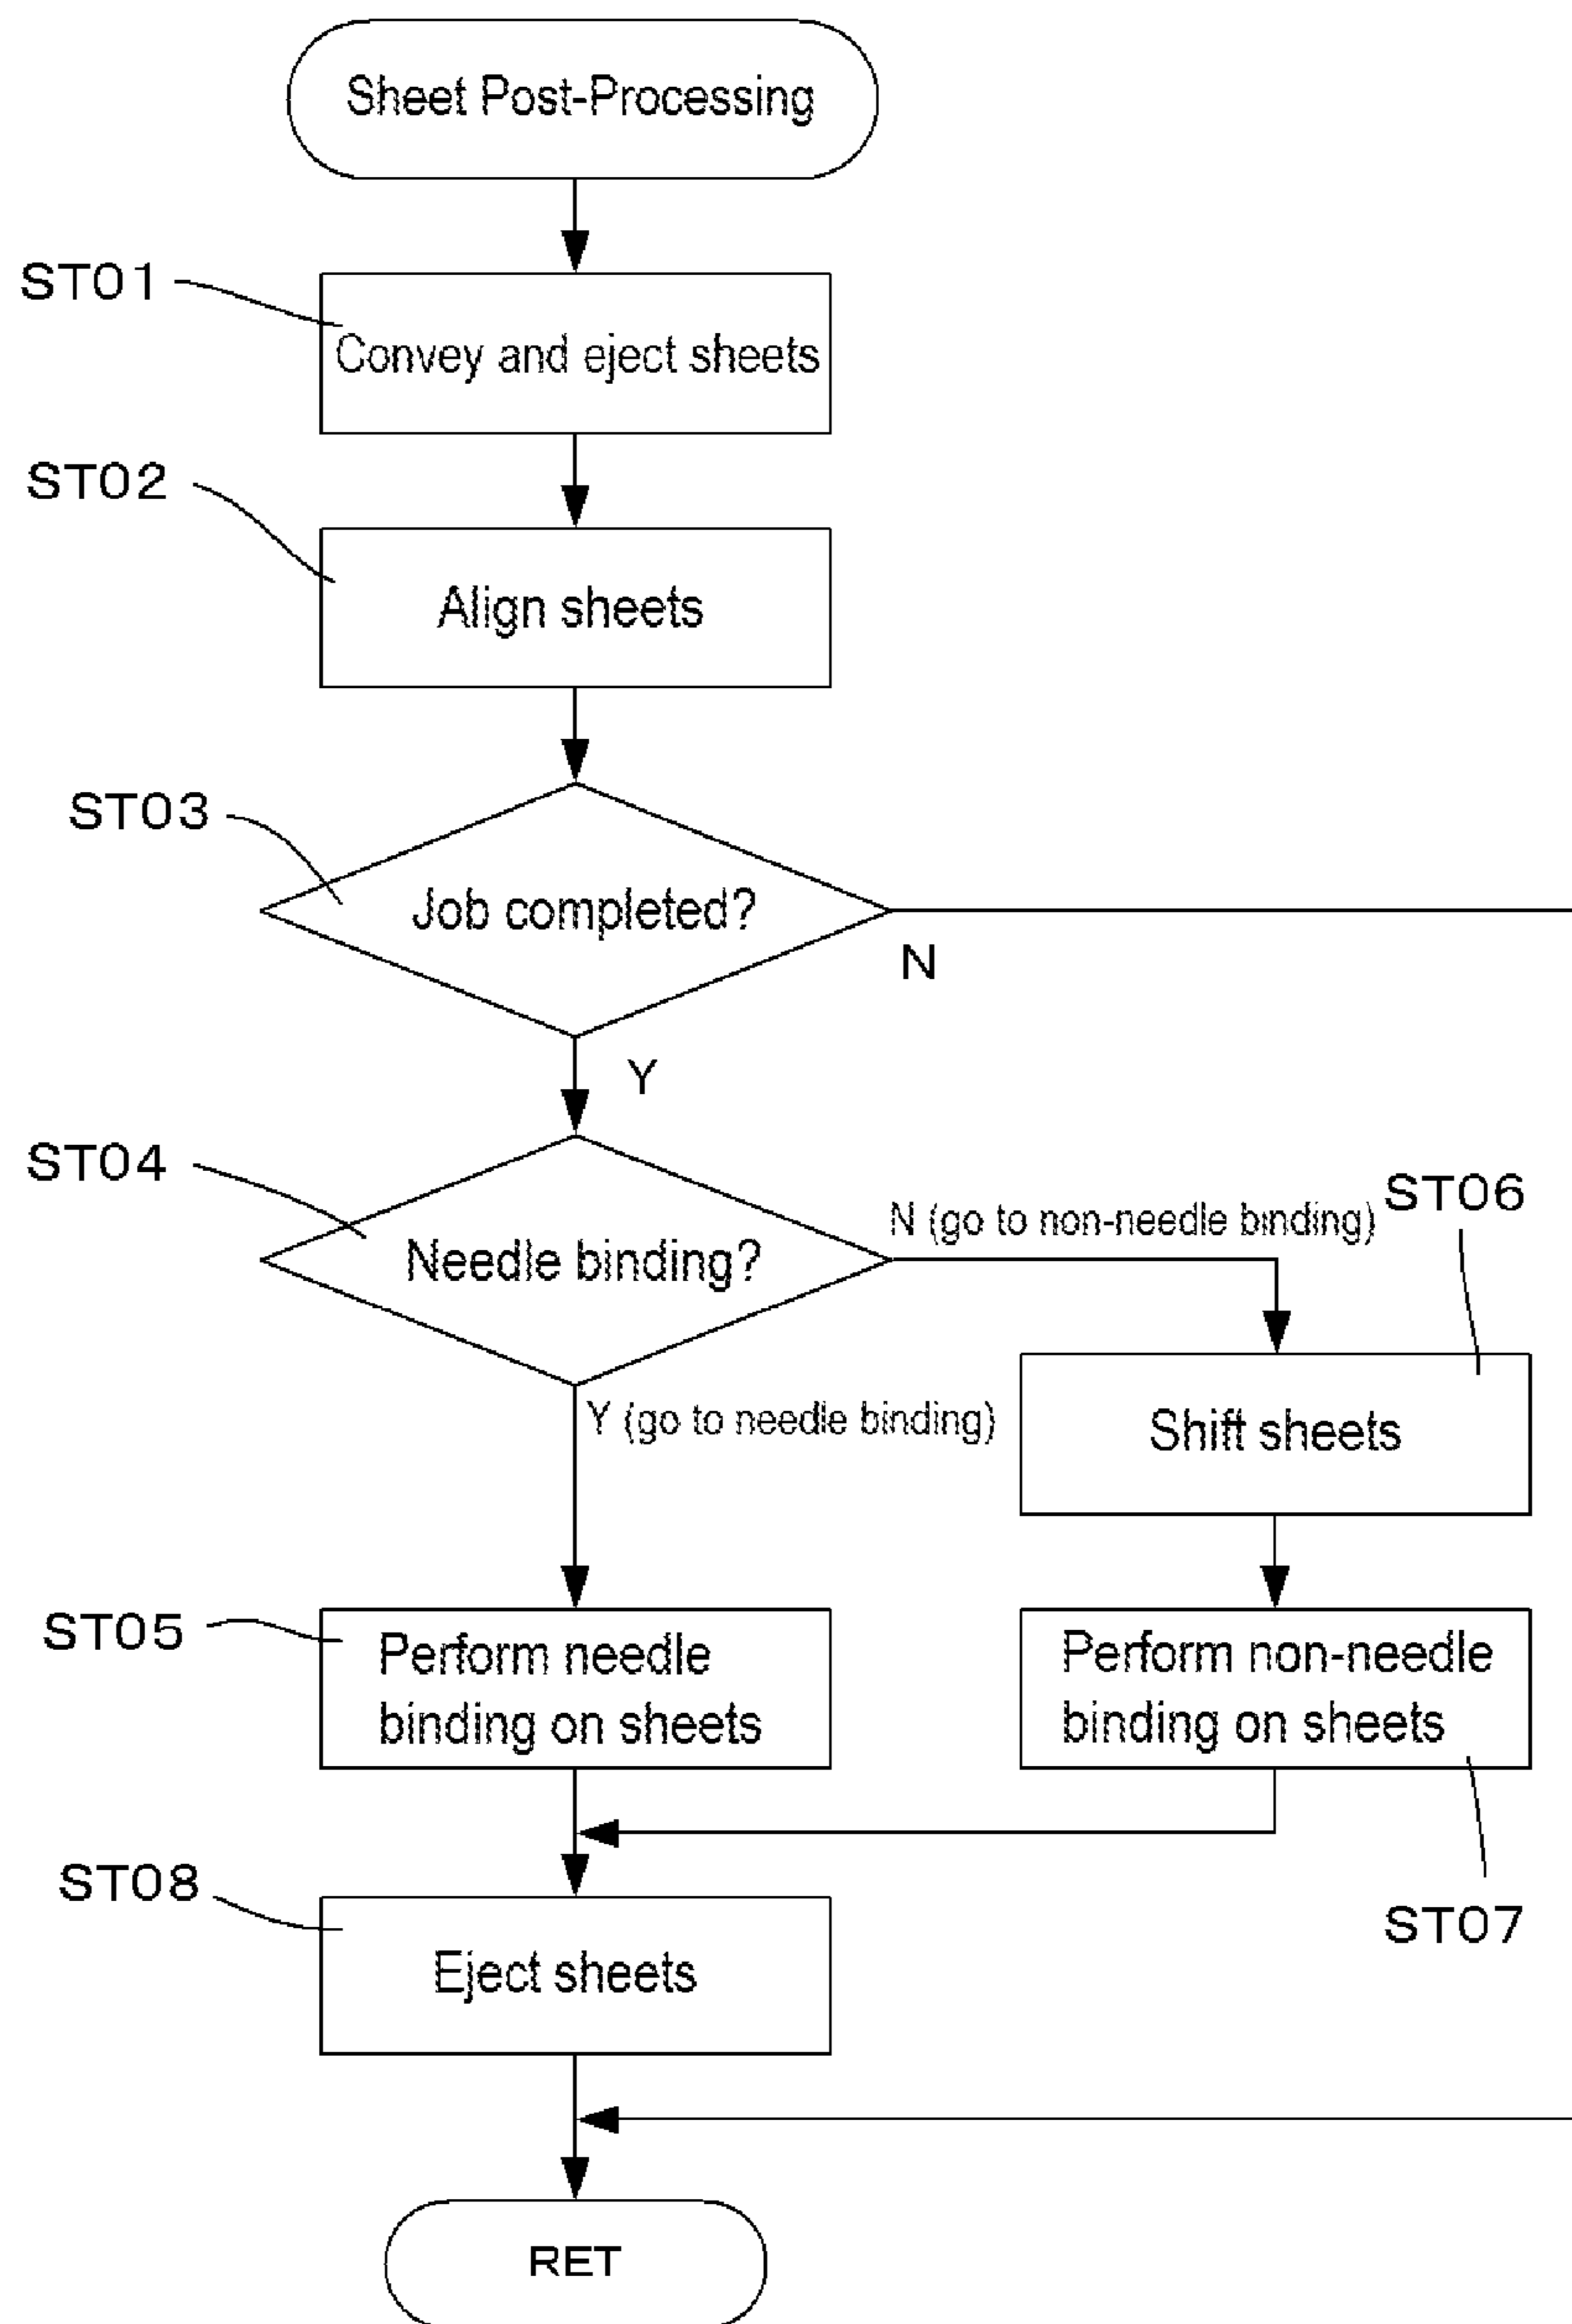 Sheet Post-Processing
ST01
Convey and eject sheets
ST02
Align sheets
ST03
Job completed?
N
Y
ST04
Needle binding?
N (go to non-needle binding)
ST06
Y (go to needle binding)
Shift sheets
ST05
Perform needle
binding on sheets
Perform non-needle
binding on sheets
ST08
ST07
Eject sheets
RET